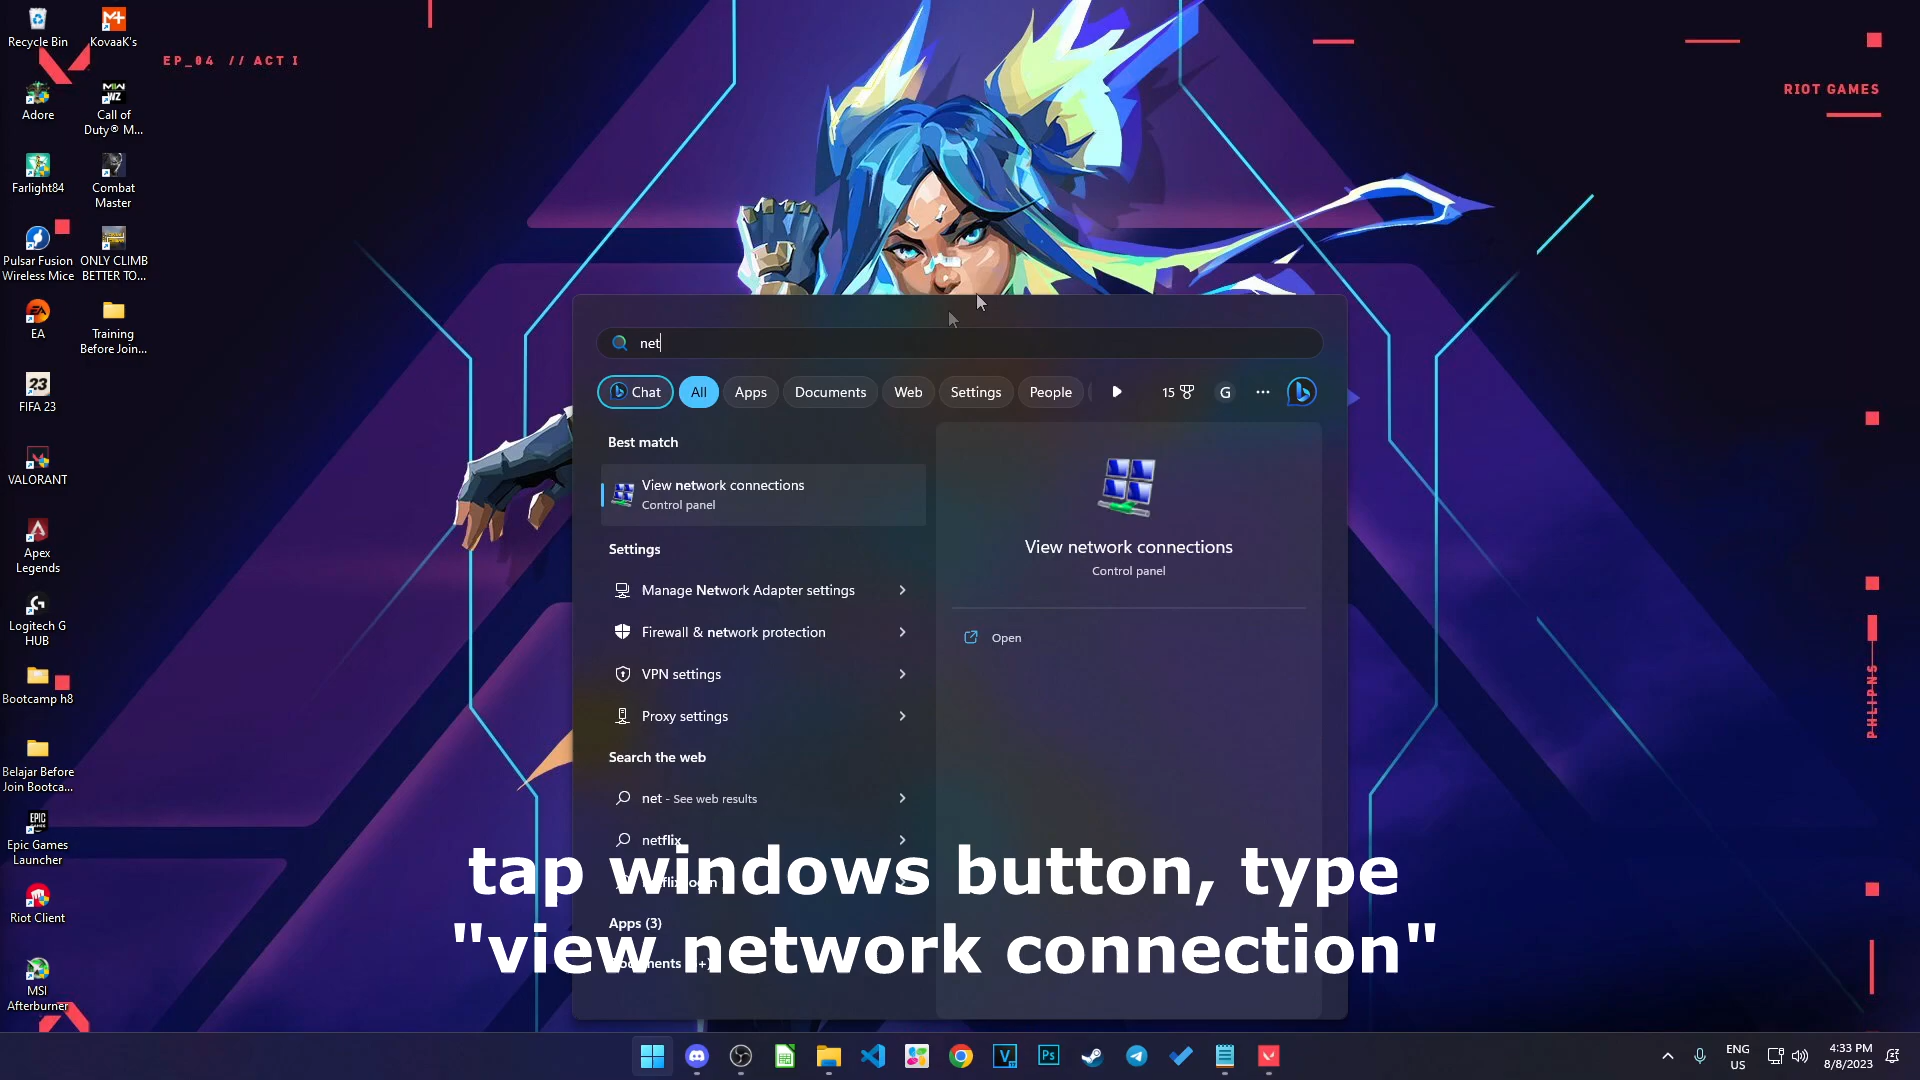 Recycle Bin
KovaaK's
EP_04 // ACT I
RIOT GAMES
Adore
Call of
Duty® M...
Farlight84
Combat
Master
Pulsar Fusion
Wireless Mice
ONLY CLIMB
BETTER TO...
EA
Training
Before Join...
23
FIFA 23
VALORANT
Apex
Legends
Logitech G
HUB
Bootcamp h8
Belajar Before
Join Bootca...
EPIC
GAMES
Epic Games
Launcher
Riot Client
MSI
Afterburner
net
Chat
All
Apps
Documents
Web
Settings
People
15
G
Best match
View network connections
Control panel
Settings
Manage Network Adapter settings
Firewall & network protection
VPN settings
Proxy settings
Search the web
net - See web results
netflix
Apps (3)
View network connections
Control panel
Open
tap windows button, type
"view network connection"
PHLIPNS
ENG
US
4:33 PM
8/8/2023